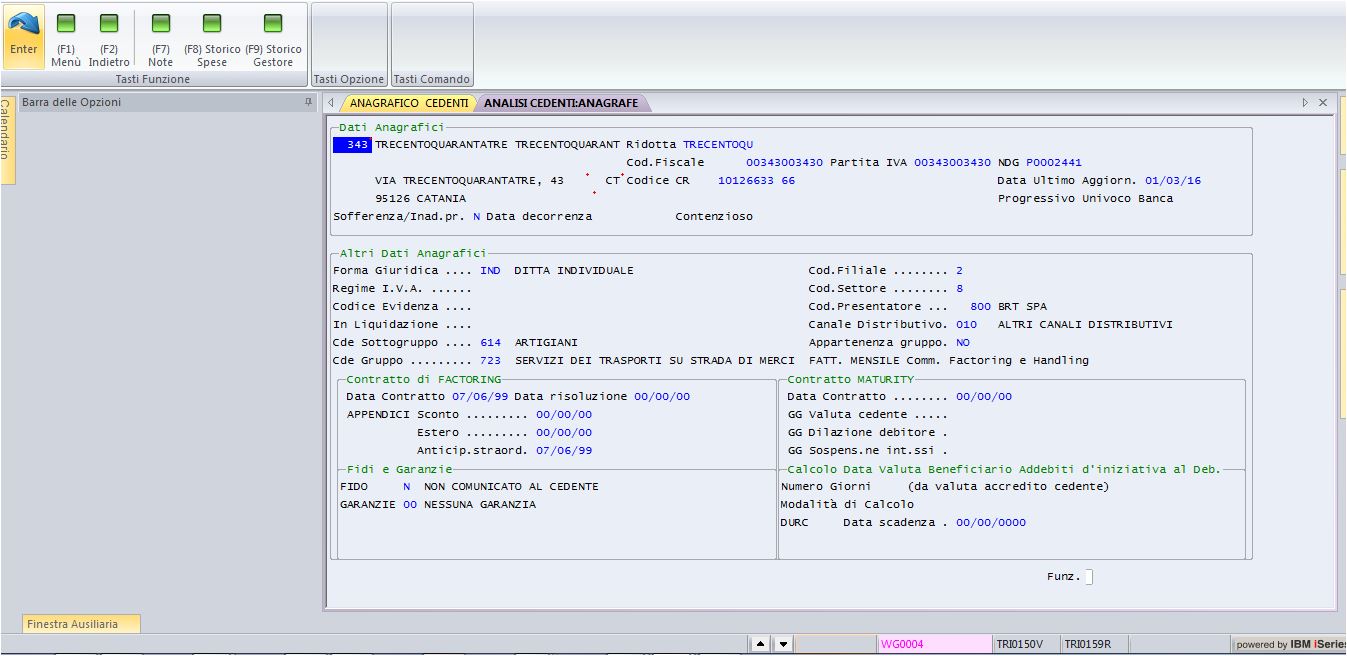 Enter
(F1) Menù
(F2) Indietro
(F7) Note
(F8) Storico Spese
(F9) Storico Gestore
Tasti Funzione
Tasti Opzione
Tasti Comando
Calendario
Barra delle Opzioni
ANAGRAFICO CEDENTI
ANALISI CEDENTI:ANAGRAFE
Dati Anagrafici
343 TRECENTOQUARANTATRE TRECENTOQUARANT Ridotta TRECENTOQU
Cod.Fiscale 00343003430 Partita IVA 00343003430 NDG P0002441
VIA TRECENTOQUARANTATRE, 43 CT Codice CR 10126633 66 Data Ultimo Aggiorn. 01/03/16
95126 CATANIA Progressivo Univoco Banca
Sofferenza/Inad.pr. N Data decorrenza Contenzioso
Altri Dati Anagrafici
Forma Giuridica .... IND DITTA INDIVIDUALE Cod.Filiale ........ 2
Regime I.V.A. ...... Cod.Settore ........ 8
Codice Evidenza .... Cod.Presentatore ... 800 BRT SPA
In Liquidazione .... Canale Distributivo. 010 ALTRI CANALI DISTRIBUTIVI
Cde Sottogruppo .... 614 ARTIGIANI Appartenenza gruppo. NO
Cde Gruppo ......... 723 SERVIZI DEI TRASPORTI SU STRADA DI MERCI FATT. MENSILE Comm. Factoring e Handling
Contratto di FACTORING Contratto MATURITY
Data Contratto 07/06/99 Data risoluzione 00/00/00 Data Contratto ........ 00/00/00
APPENDICI Sconto ......... 00/00/00 GG Valuta cedente .....
Estero ......... 00/00/00 GG Dilazione debitore .
Anticip.straord. 07/06/99 GG Sospens.ne int.ssi .
Fidi e Garanzie Calcolo Data Valuta Beneficiario Addebiti d'iniziativa al Deb.
FIDO N NON COMUNICATO AL CEDENTE Numero Giorni (da valuta accredito cedente)
GARANZIE 00 NESSUNA GARANZIA Modalità di Calcolo
DURC Data scadenza . 00/00/0000
Funz.
Finestra Ausiliaria
WG0004 TRI0150V TRI0159R powered by IBM iSeries